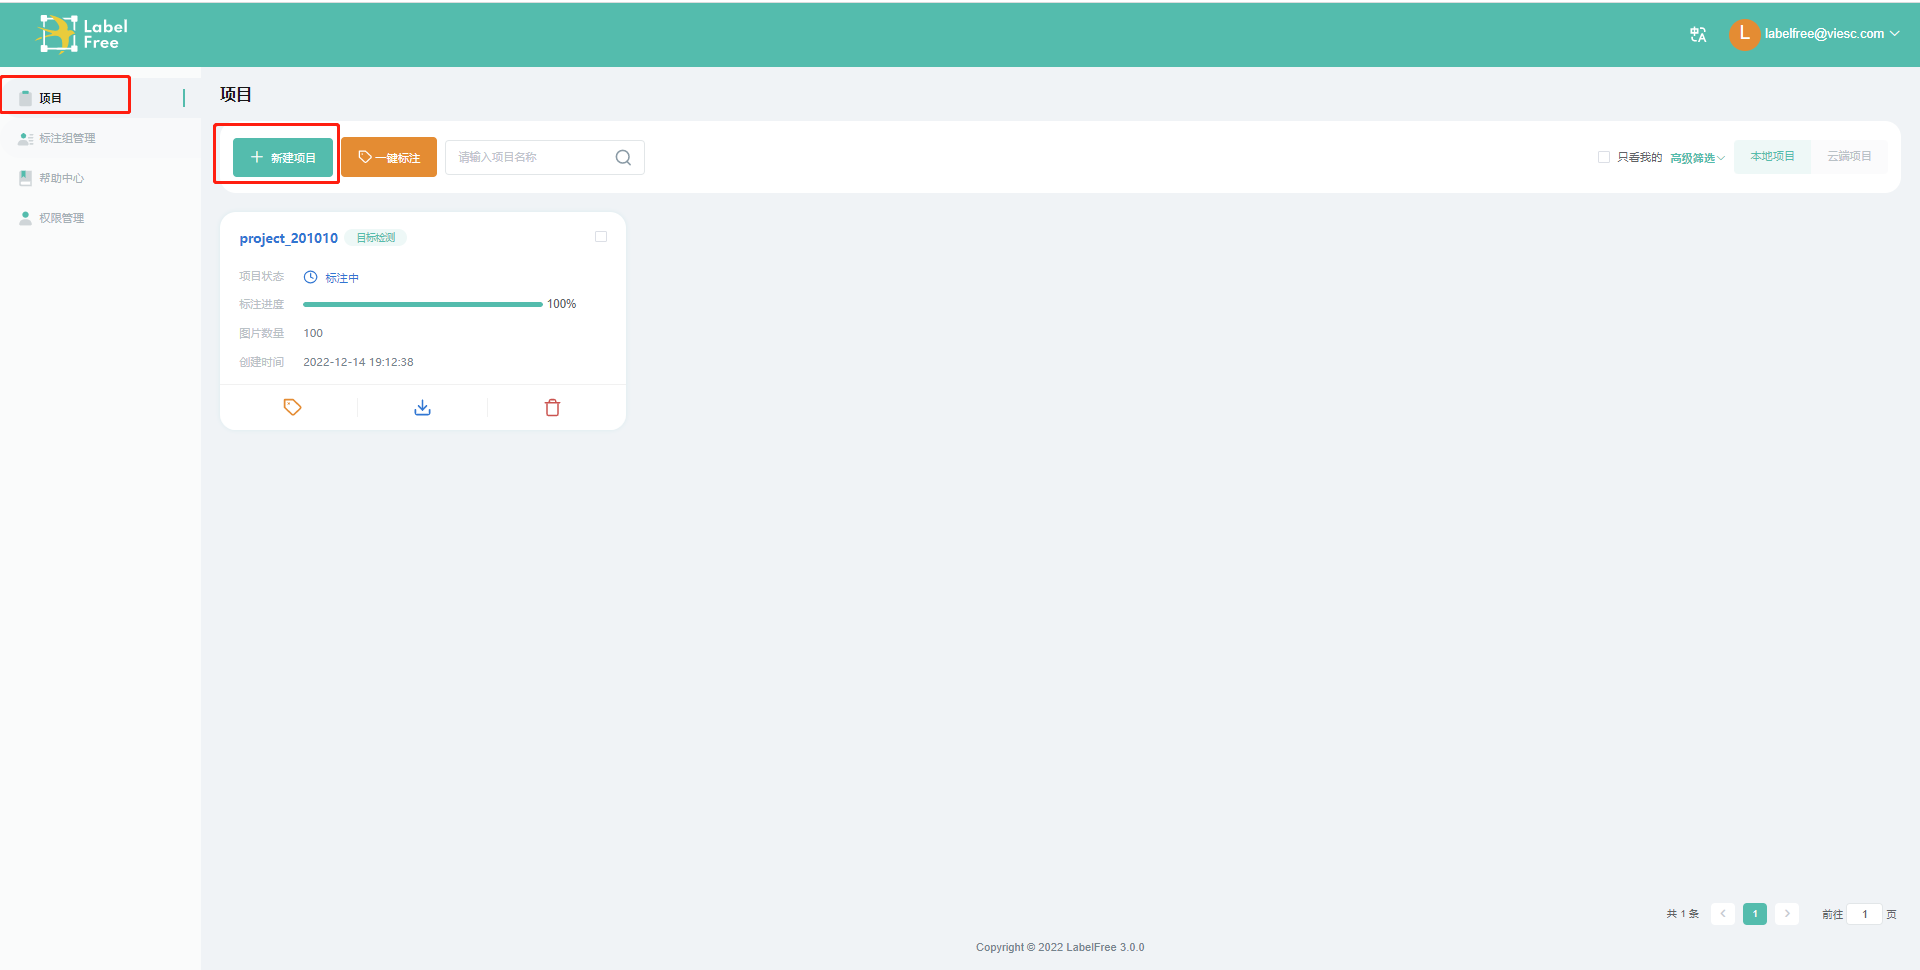 Label
Free
L labelfree@viesc.com
项目
标注组管理
帮助中心
权限管理
项目
新建项目
一键标注
请输入项目名称
只看我的
高级筛选
本地项目
云端项目
project_201010 目标检测
项目状态 标注中
标注进度 100%
图片数量 100
创建时间 2022-12-14 19:12:38
共 1 条 1 前往 1 页
Copyright © 2022 LabelFree 3.0.0